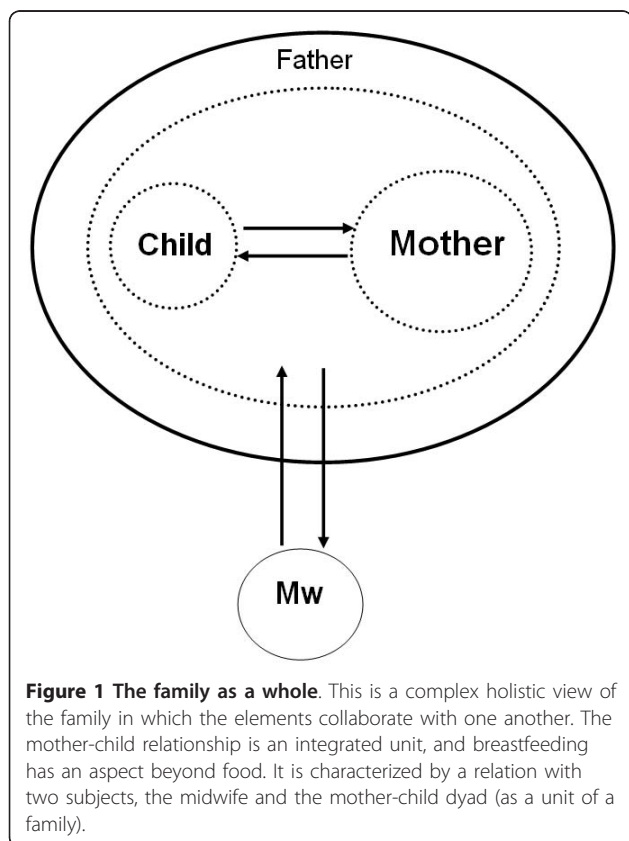 Father
Child
Mother
Mw
Figure 1 The family as a whole. This is a complex holistic view of
the family in which the elements collaborate with one another. The
mother-child relationship is an integrated unit, and breastfeeding
has an aspect beyond food. It is characterized by a relation with
two subjects, the midwife and the mother-child dyad (as a unit of a
family).